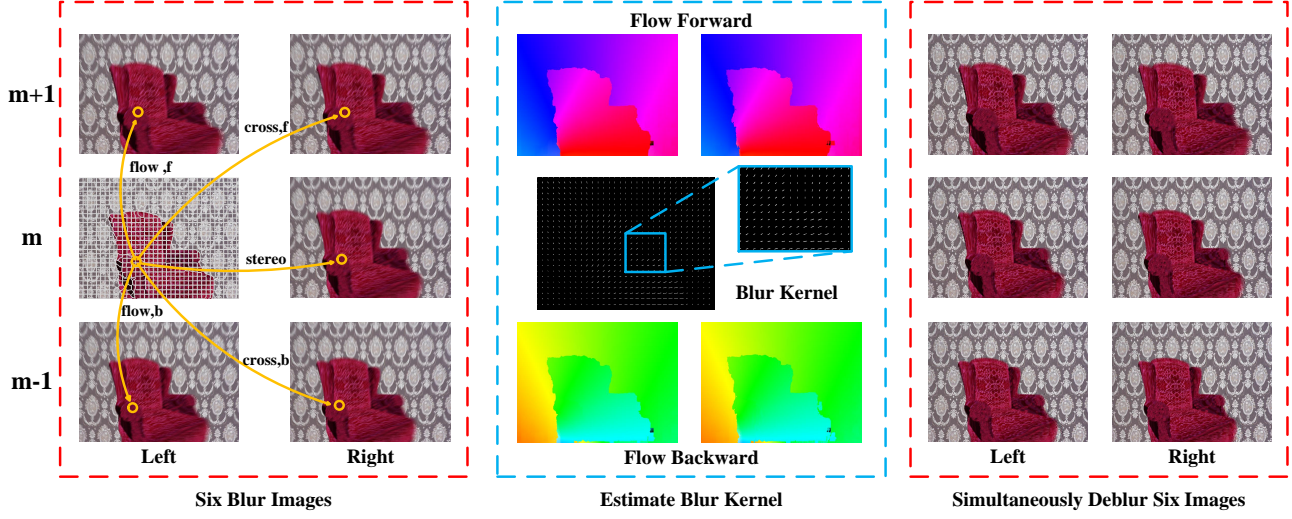 Flow Forward
m+1
cross,f
flow ,f
m
stereo
Blur Kernel
flow,b
cross,b
m-1
Left
Right
Flow Backward
Left
Right
Six Blur Images
Estimate Blur Kernel
Simultaneously Deblur Six Images